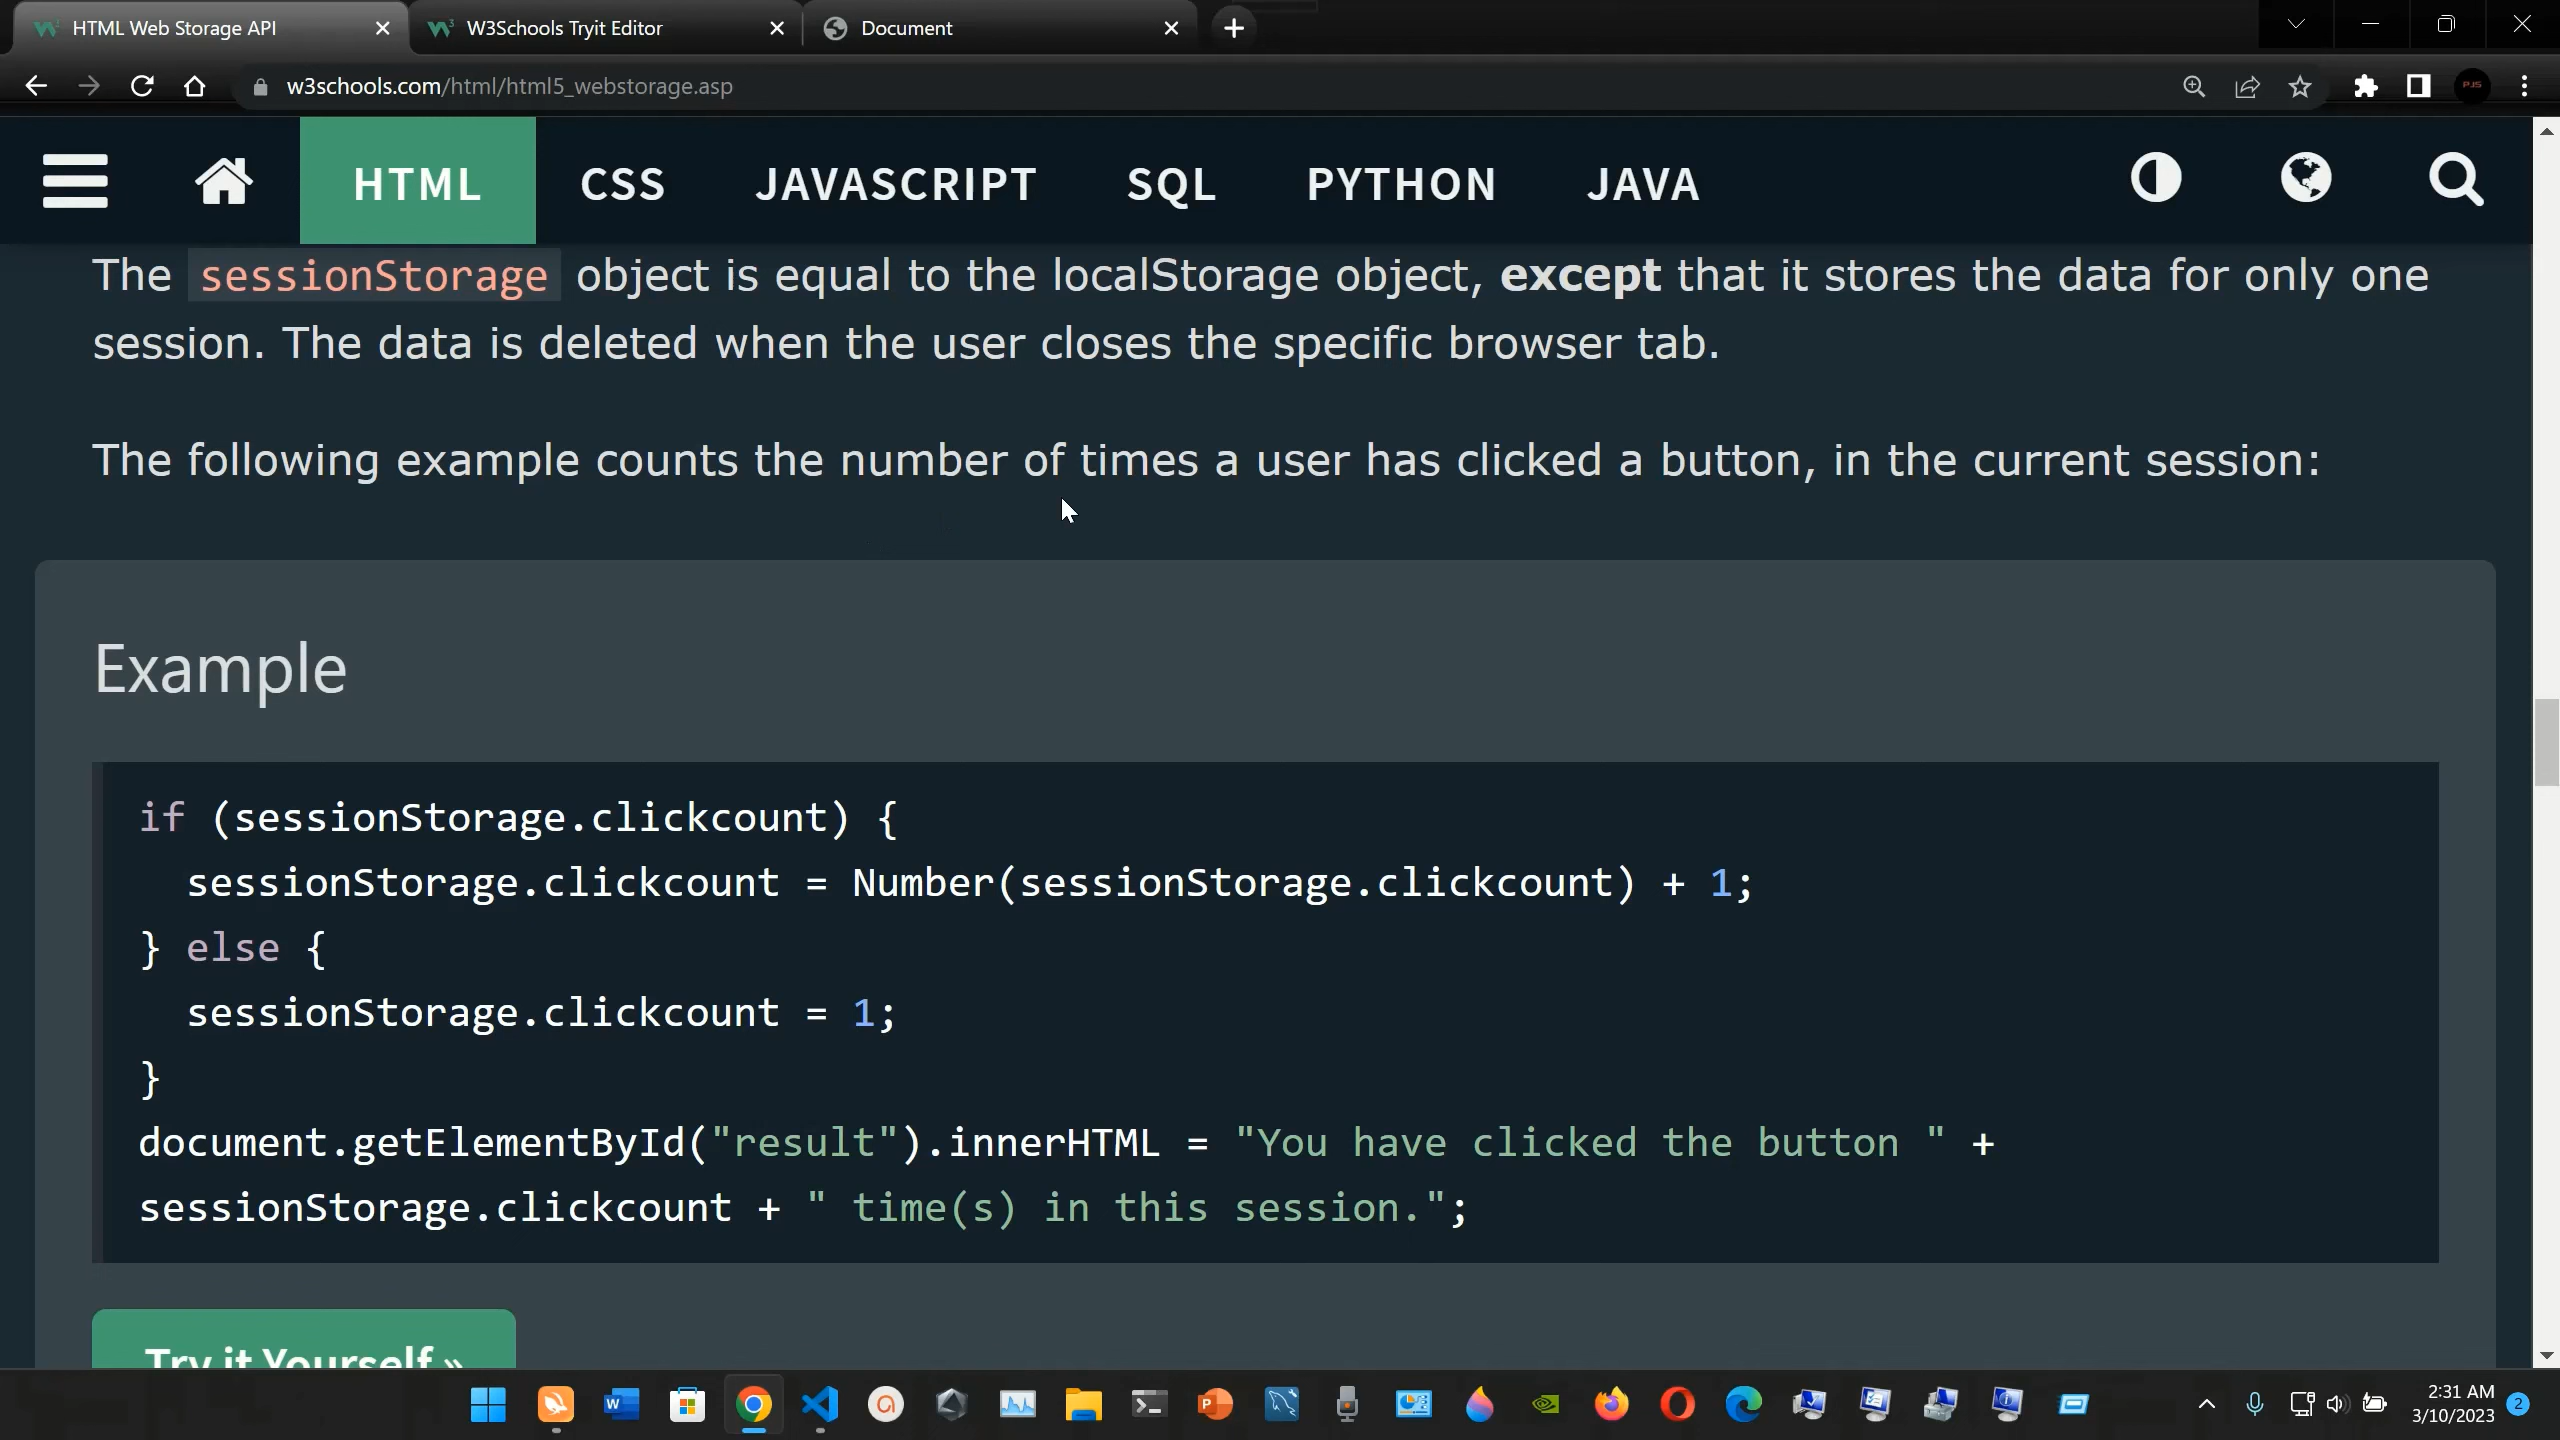 HTML Web Storage API
W3Schools Tryit Editor
Document
w3schools.com/html/html5_webstorage.asp
PJS
HTML CSS JAVASCRIPT SQL PYTHON JAVA
The sessionStorage object is equal to the localStorage object, except that it stores the data for only one
session. The data is deleted when the user closes the specific browser tab.
The following example counts the number of times a user has clicked a button, in the current session:
Example
if (sessionStorage.clickcount) {
  sessionStorage.clickcount = Number(sessionStorage.clickcount) + 1;
} else {
  sessionStorage.clickcount = 1;
}
document.getElementById("result").innerHTML = "You have clicked the button " +
sessionStorage.clickcount + " time(s) in this session.";
Try it Yourself »
2:31 AM
3/10/2023
2